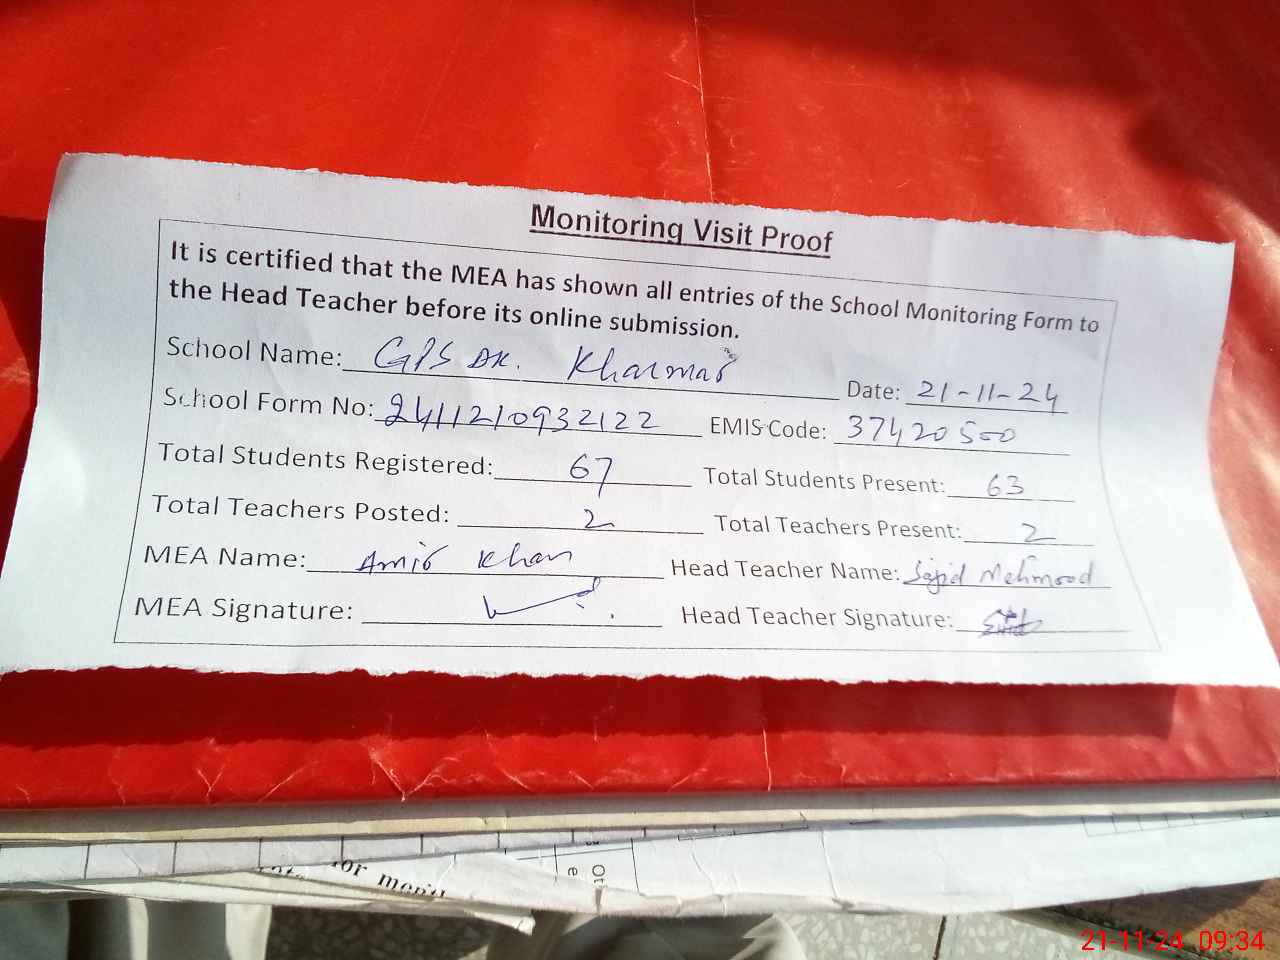 Monitoring Visit Proof
It is certified that the MEA has shown all entries of the School Monitoring Form to
the Head Teacher before its online submission.
School Name: GPS DK. Kharmar Date: 21-11-24
School Form No: 2411210932122 EMIS Code: 37420500
Total Students Registered: 67 Total Students Present: 63
Total Teachers Posted: 2 Total Teachers Present: 2
MEA Name: Amir Khan Head Teacher Name: Sajid Mehmood
MEA Signature: Head Teacher Signature:
for
21-11-24 09:34